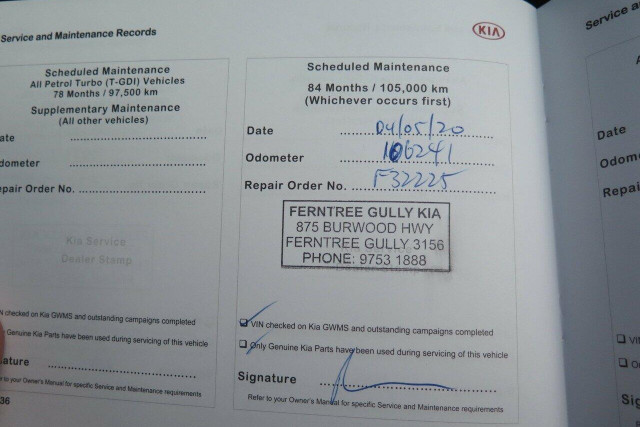 Service and Maintenance Records
KIA
Scheduled Maintenance
All Petrol Turbo (T-GDI) Vehicles
78 Months / 97,500 km
Supplementary Maintenance
(All other vehicles)
ate
ometer
epair Order No.
Kia Service
Dealer Stamp
N checked on Kia GWMS and outstanding campaigns completed
Genuine Kia Parts have been used during servicing of this vehicle
ature
er to your Owner's Manual for specific Service and Maintenance requirements
36
Scheduled Maintenance
84 Months / 105,000 km
(Whichever occurs first)
Date 04/05/20
Odometer 106241
Repair Order No. F32225
FERNTREE GULLY KIA
875 BURWOOD HWY
FERNTREE GULLY 3156
PHONE: 9753 1888
VIN checked on Kia GWMS and outstanding campaigns completed
Only Genuine Kia Parts have been used during servicing of this vehicle
Signature
Refer to your Owner's Manual for specific Service and Maintenance requirements
Service a
Date
Odom
Repai
VI
O
Sig